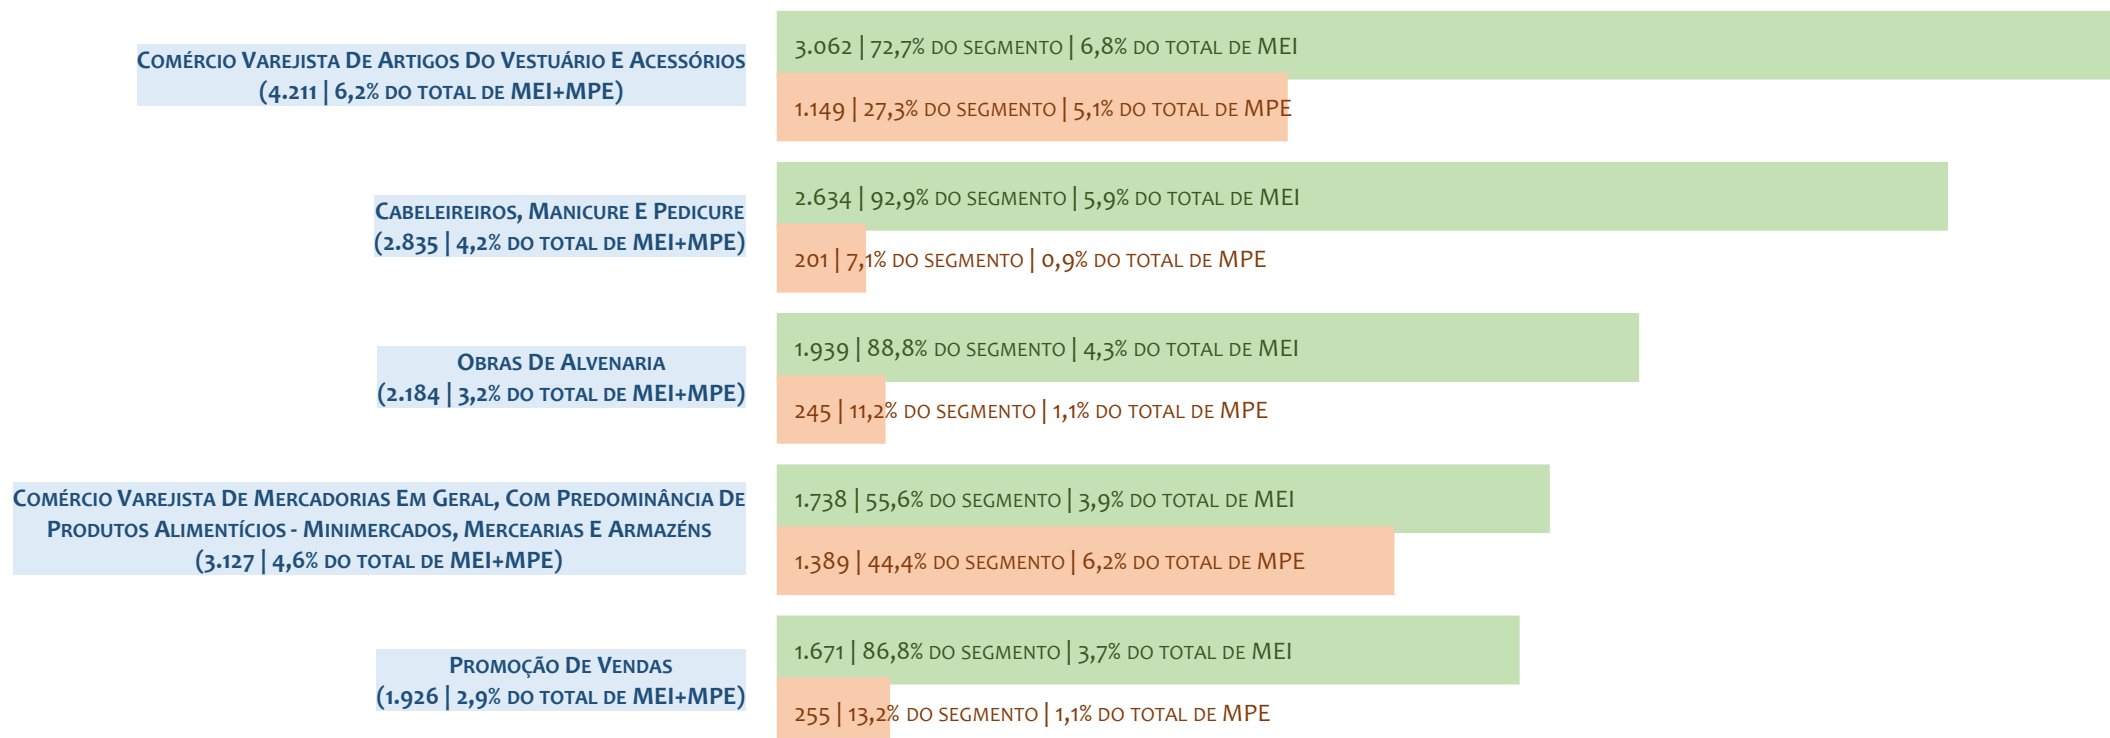 Comércio Varejista De Artigos Do Vestuário E Acessórios
(4.211 | 6,2% do total de MEI+MPE)
3.062 | 72,7% do segmento | 6,8% do total de MEI
1.149 | 27,3% do segmento | 5,1% do total de MPE
Cabeleireiros, Manicure E Pedicure
(2.835 | 4,2% do total de MEI+MPE)
2.634 | 92,9% do segmento | 5,9% do total de MEI
201 | 7,1% do segmento | 0,9% do total de MPE
Obras De Alvenaria
(2.184 | 3,2% do total de MEI+MPE)
1.939 | 88,8% do segmento | 4,3% do total de MEI
245 | 11,2% do segmento | 1,1% do total de MPE
Comércio Varejista De Mercadorias Em Geral, Com Predominância De
Produtos Alimentícios - Minimercados, Mercearias E Armazéns
(3.127 | 4,6% do total de MEI+MPE)
1.738 | 55,6% do segmento | 3,9% do total de MEI
1.389 | 44,4% do segmento | 6,2% do total de MPE
Promoção De Vendas
(1.926 | 2,9% do total de MEI+MPE)
1.671 | 86,8% do segmento | 3,7% do total de MEI
255 | 13,2% do segmento | 1,1% do total de MPE